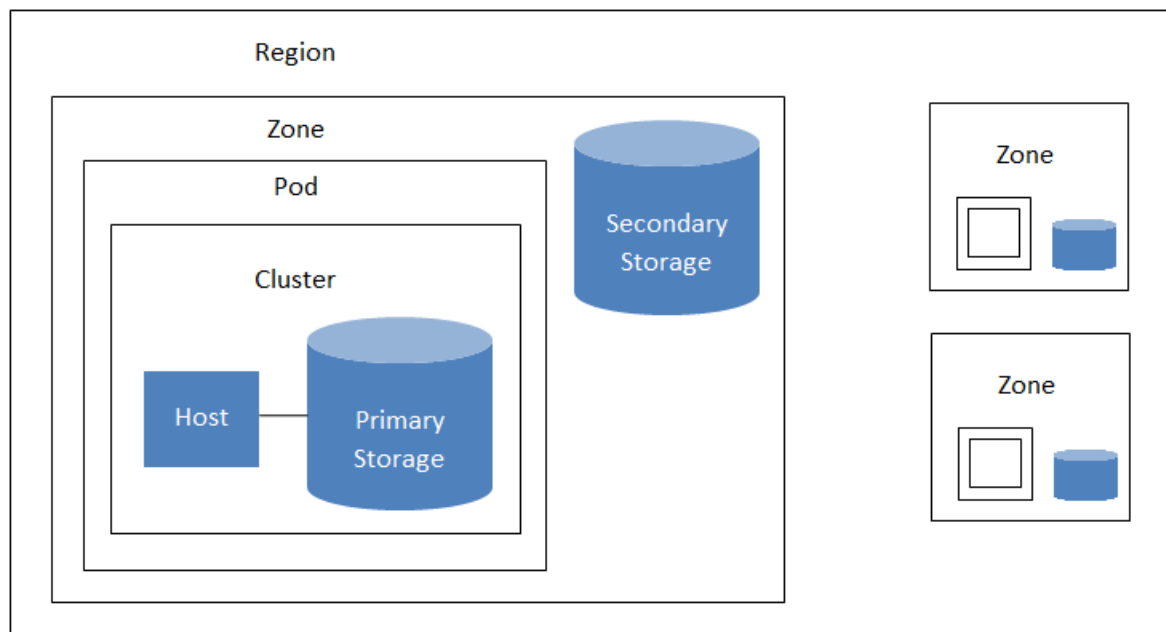 Region
Zone
Pod
Cluster
Host
Primary
Storage
Secondary
Storage
Zone
Zone